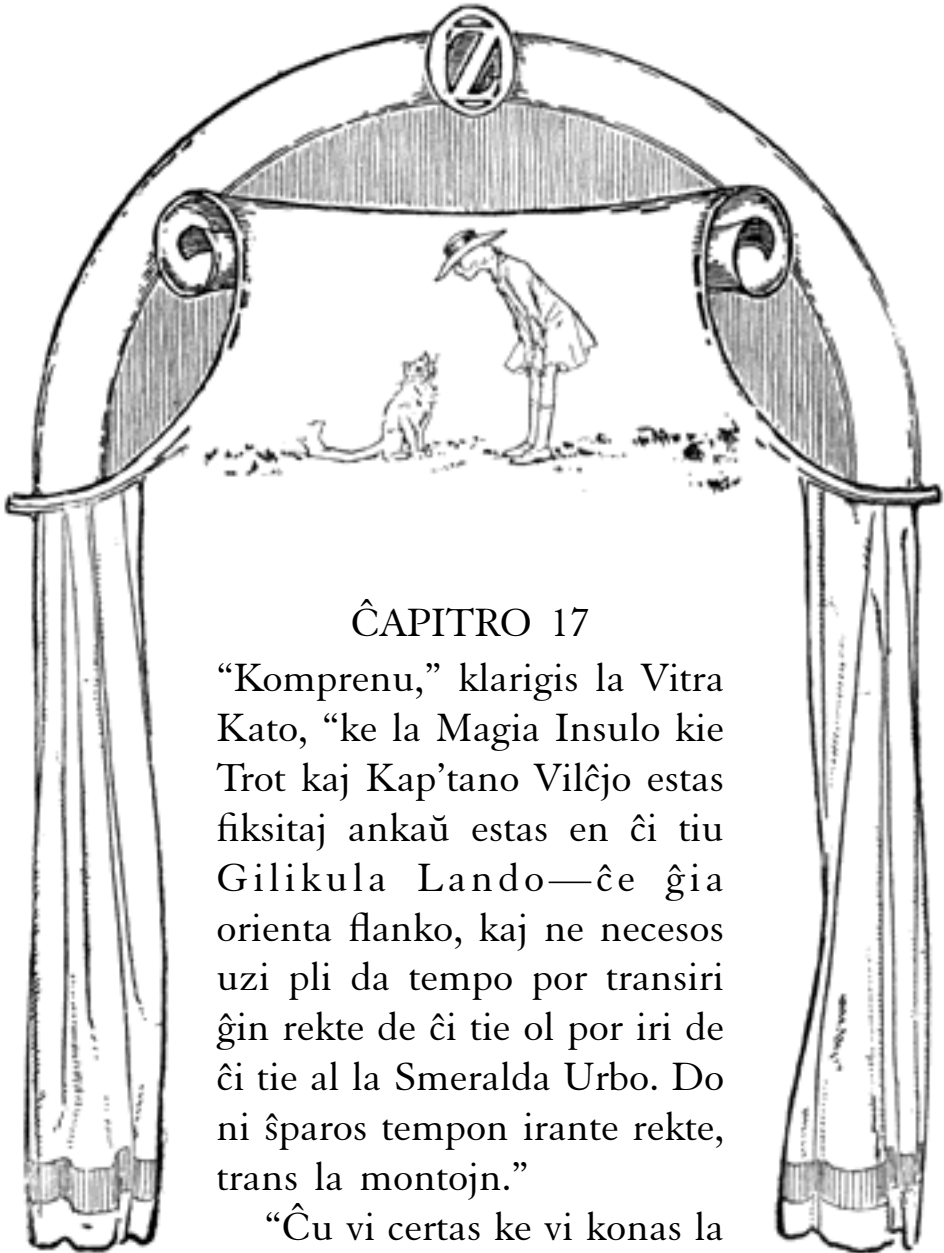 OZ
ĈAPITRO 17
“Komprenu,” klarigis la Vitra
Kato, “ke la Magia Insulo kie
Trot kaj Kap’tano Vilĉjo estas
fiksitaj ankaŭ estas en ĉi tiu
Gilikula Lando—ĉe ĝia
orienta flanko, kaj ne necesos
uzi pli da tempo por transiri
ĝin rekte de ĉi tie ol por iri de
ĉi tie al la Smeralda Urbo. Do
ni ŝparos tempon irante rekte,
trans la montojn.”
“Ĉu vi certas ke vi konas la